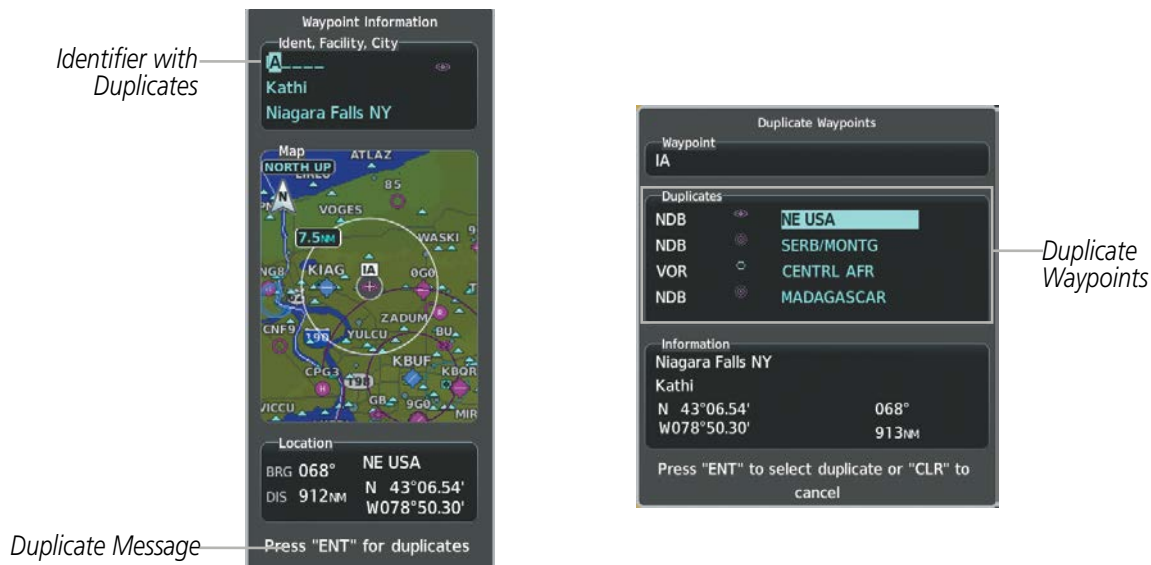 Waypoint Information
Ident, Facility, City
Identifier with
Duplicates
A____
Kathi
Niagara Falls NY
Map
ATLAZ
NORTH UP
N
85
VOGES
7.5NM
WASKI
KIAG
IA
0G0
ZADUM
CNF9
190
YULCU
BU
KBUF
CPG3
KBQR
T98
VICCU
GB
9G0
MIR
Location
BRG 068°
NE USA
DIS 912NM
N 43°06.54'
W078°50.30'
Duplicate Message
Press "ENT" for duplicates
Duplicate Waypoints
Waypoint
IA
Duplicates
NDB NE USA
NDB SERB/MONTG
VOR CENTRL AFR
NDB MADAGASCAR
Duplicate
Waypoints
Information
Niagara Falls NY
Kathi
N 43°06.54' 068°
W078°50.30' 913NM
Press "ENT" to select duplicate or "CLR" to
cancel